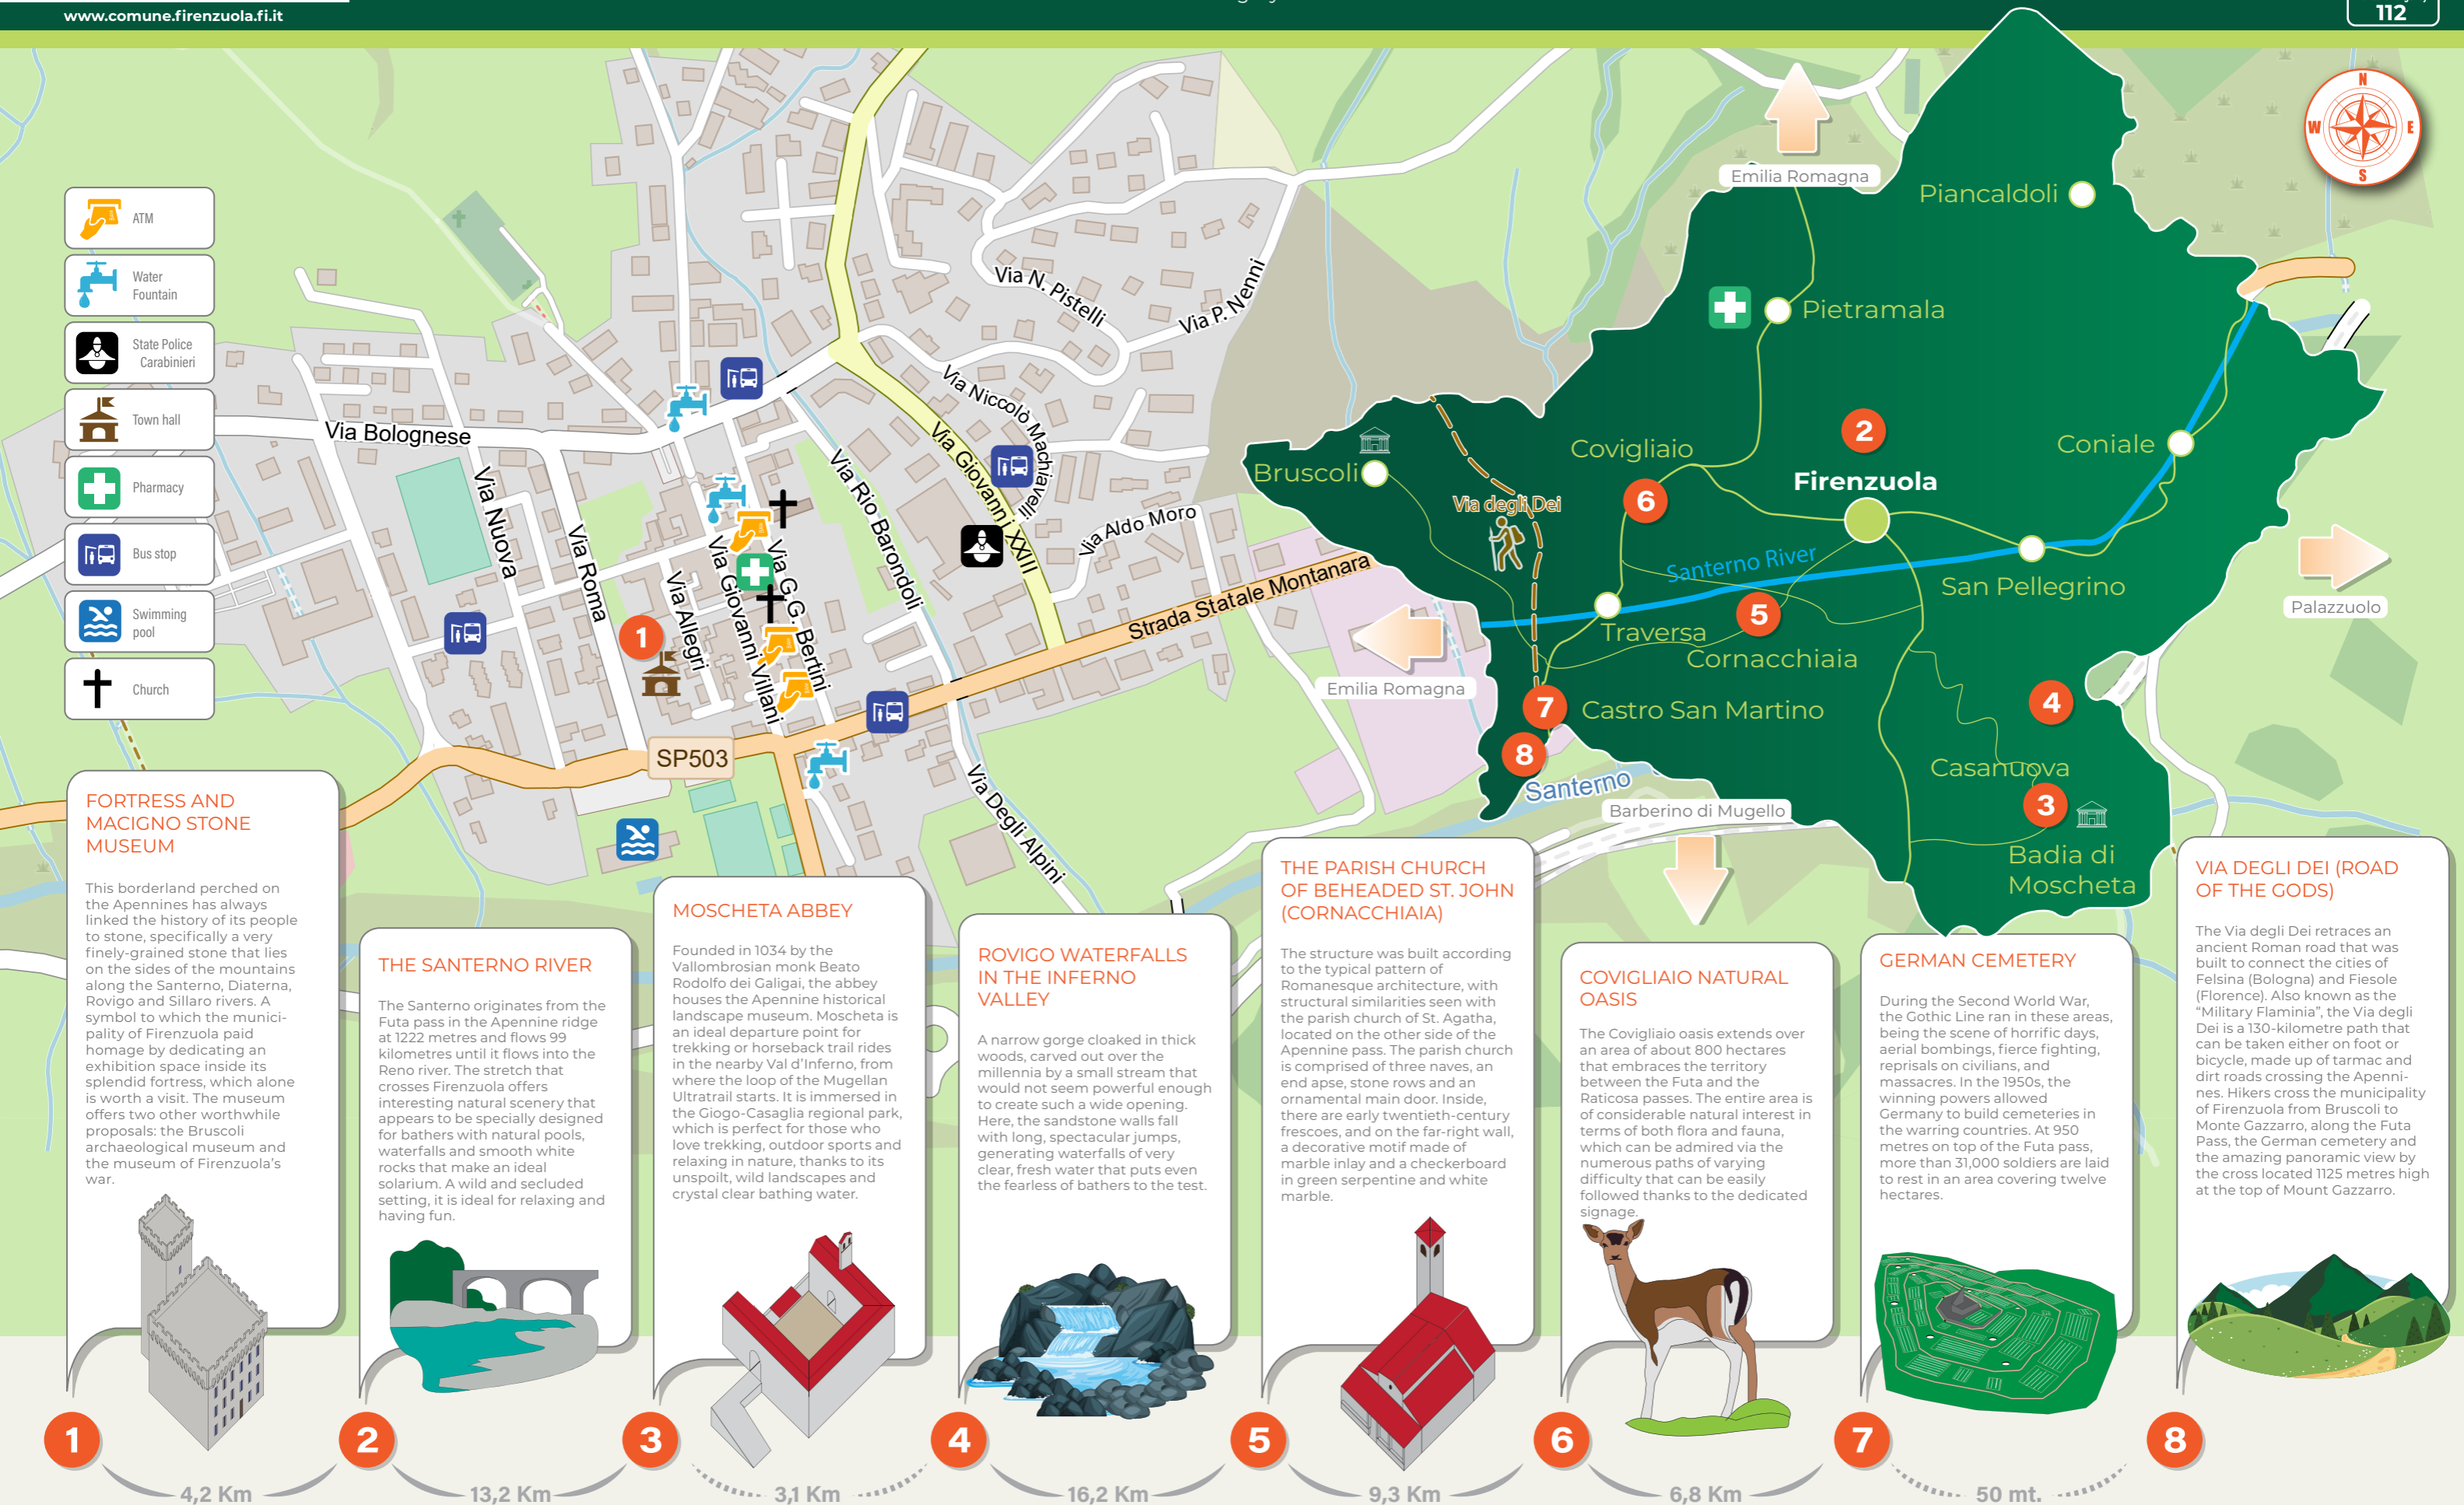 www.comune.firenzuola.fi.it
112
N
W
E
S
ATM
Water
Fountain
State Police
Carabinieri
Town hall
Pharmacy
Bus stop
Swimming
pool
Church
Via Bolognese
Via Nuova
Via Roma
Via Allegri
Via Giovanni Villani
Via G.G. Bertini
Via Rio Barondoli
Via Giovanni XXIII
Via Niccolò Machiavelli
Via N. Pistelli
Via P. Nenni
Via Aldo Moro
Strada Statale Montanara
SP503
Via Degli Alpini
1
Emilia Romagna
Piancaldoli
Pietramala
Covigliaio
2
Firenzuola
Coniale
Bruscoli
6
Via degli Dei
Santerno River
San Pellegrino
Palazzuolo
5
Traversa
Cornacchiaia
Emilia Romagna
7
Castro San Martino
4
8
Santerno
Casanuova
3
Barberino di Mugello
Badia di
Moscheta
FORTRESS AND
MACIGNO STONE
MUSEUM
This borderland perched on
the Apennines has always
linked the history of its people
to stone, specifically a very
finely-grained stone that lies
on the sides of the mountains
along the Santerno, Diaterna,
Rovigo and Sillaro rivers. A
symbol to which the munici-
pality of Firenzuola paid
homage by dedicating an
exhibition space inside its
splendid fortress, which alone
is worth a visit. The museum
offers two other worthwhile
proposals: the Bruscoli
archaeological museum and
the museum of Firenzuola's
war.
THE SANTERNO RIVER
The Santerno originates from the
Futa pass in the Apennine ridge
at 1222 metres and flows 99
kilometres until it flows into the
Reno river. The stretch that
crosses Firenzuola offers
interesting natural scenery that
appears to be specially designed
for bathers with natural pools,
waterfalls and smooth white
rocks that make an ideal
solarium. A wild and secluded
setting, it is ideal for relaxing and
having fun.
MOSCHETA ABBEY
Founded in 1034 by the
Vallombrosian monk Beato
Rodolfo dei Galigai, the abbey
houses the Apennine historical
landscape museum. Moscheta is
an ideal departure point for
trekking or horseback trail rides
in the nearby Val d'Inferno, from
where the loop of the Mugellan
Ultratrail starts. It is immersed in
the Giogo-Casaglia regional park,
which is perfect for those who
love trekking, outdoor sports and
relaxing in nature, thanks to its
unspoilt, wild landscapes and
crystal clear bathing water.
ROVIGO WATERFALLS
IN THE INFERNO
VALLEY
A narrow gorge cloaked in thick
woods, carved out over the
millennia by a small stream that
would not seem powerful enough
to create such a wide opening.
Here, the sandstone walls fall
with long, spectacular jumps,
generating waterfalls of very
clear, fresh water that puts even
the fearless of bathers to the test.
THE PARISH CHURCH
OF BEHEADED ST. JOHN
(CORNACCHIAIA)
The structure was built according
to the typical pattern of
Romanesque architecture, with
structural similarities seen with
the parish church of St. Agatha,
located on the other side of the
Apennine pass. The parish church
is comprised of three naves, an
end apse, stone rows and an
ornamental main door. Inside,
there are early twentieth-century
frescoes, and on the far-right wall,
a decorative motif made of
marble inlay and a checkerboard
in green serpentine and white
marble.
COVIGLIAIO NATURAL
OASIS
The Covigliaio oasis extends over
an area of about 800 hectares
that embraces the territory
between the Futa and the
Raticosa passes. The entire area is
of considerable natural interest in
terms of both flora and fauna,
which can be admired via the
numerous paths of varying
difficulty that can be easily
followed thanks to the dedicated
signage.
GERMAN CEMETERY
During the Second World War,
the Gothic Line ran in these areas,
being the scene of horrific days,
aerial bombings, fierce fighting,
reprisals on civilians, and
massacres. In the 1950s, the
winning powers allowed
Germany to build cemeteries in
the warring countries. At 950
metres on top of the Futa pass,
more than 31,000 soldiers are laid
to rest in an area covering twelve
hectares.
VIA DEGLI DEI (ROAD
OF THE GODS)
The Via degli Dei retraces an
ancient Roman road that was
built to connect the cities of
Felsina (Bologna) and Fiesole
(Florence). Also known as the
“Military Flaminia”, the Via degli
Dei is a 130-kilometre path that
can be taken either on foot or
bicycle, made up of tarmac and
dirt roads crossing the Apenni-
nes. Hikers cross the municipality
of Firenzuola from Bruscoli to
Monte Gazzarro, along the Futa
Pass, the German cemetery and
the amazing panoramic view by
the cross located 1125 metres high
at the top of Mount Gazzarro.
1
2
3
4
5
6
7
8
4,2 Km
13,2 Km
3,1 Km
16,2 Km
9,3 Km
6,8 Km
50 mt.